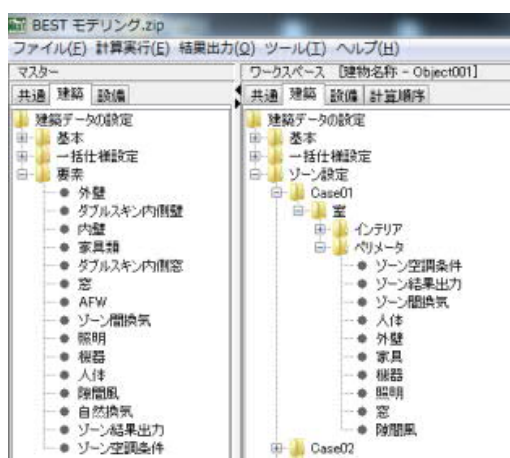 BEST モデリング.zip
ファイル(F) 計算実行(E) 結果出力(O) ツール(T) ヘルプ(H)
マスター
共通 建築 設備
建築データの設定
基本
一括仕様設定
要素
外壁
ダブルスキン内側壁
内壁
家具類
ダブルスキン内側窓
窓
AFW
ゾーン間換気
照明
機器
人体
隙間風
自然換気
ゾーン結果出力
ゾーン空調条件
ワークスペース [建物名称 - Object001]
共通 建築 設備 計算順序
建築データの設定
基本
一括仕様設定
ゾーン設定
Case01
室
インテリア
ペリメータ
ゾーン空調条件
ゾーン結果出力
ゾーン間換気
人体
外壁
家具
機器
照明
窓
隙間風
Case02